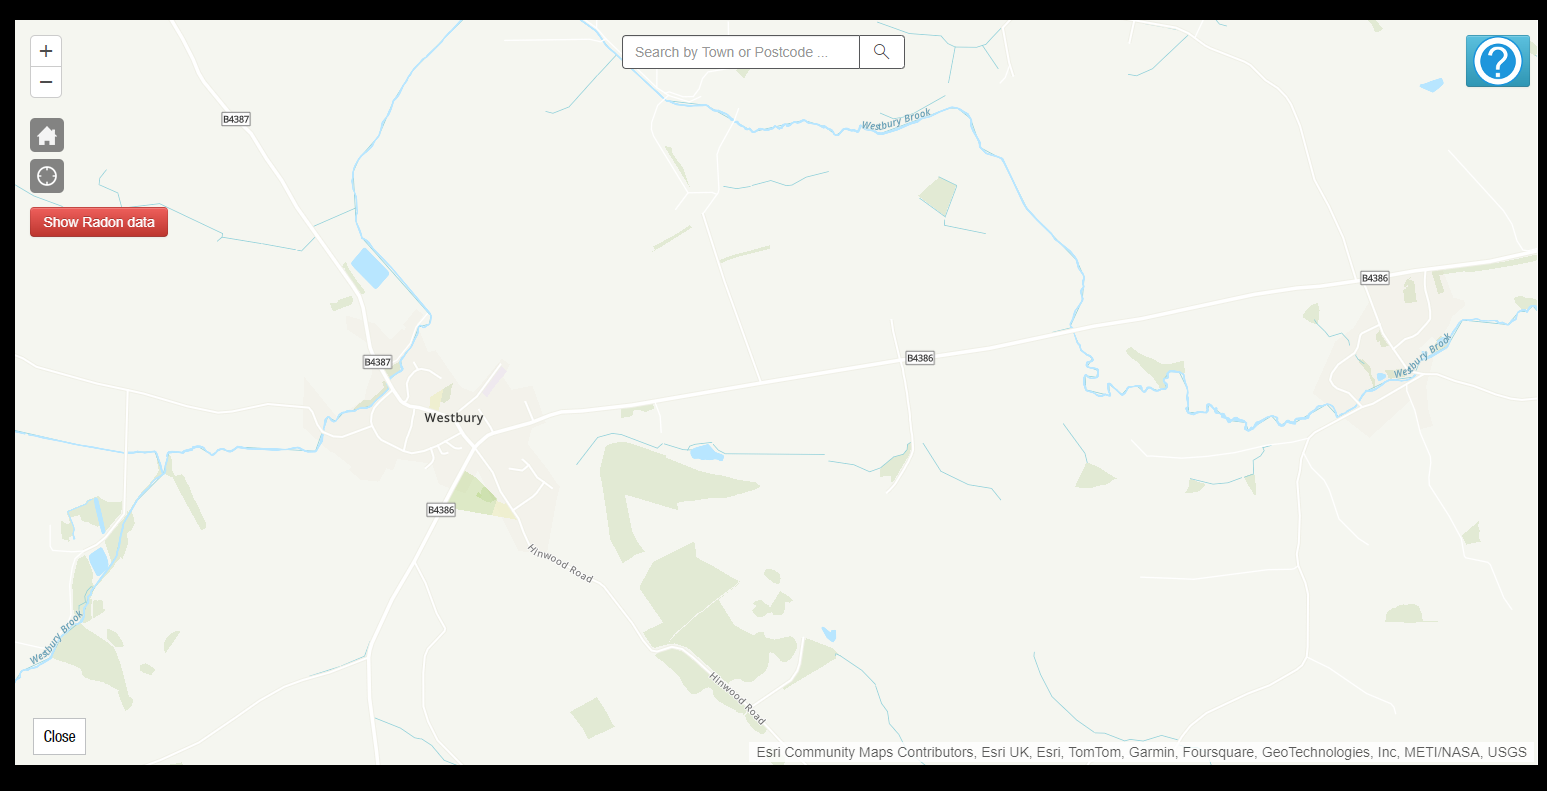 +
Search by Town or Postcode ...
?
−
Westbury Brook
B4387
Show Radon data
B4386
B4386
Westbury Brook
B4387
Westbury
B4386
Hinwood Road
Westbury Brook
Hinwood Road
Close
Esri Community Maps Contributors, Esri UK, Esri, TomTom, Garmin, Foursquare, GeoTechnologies, Inc, METI/NASA, USGS